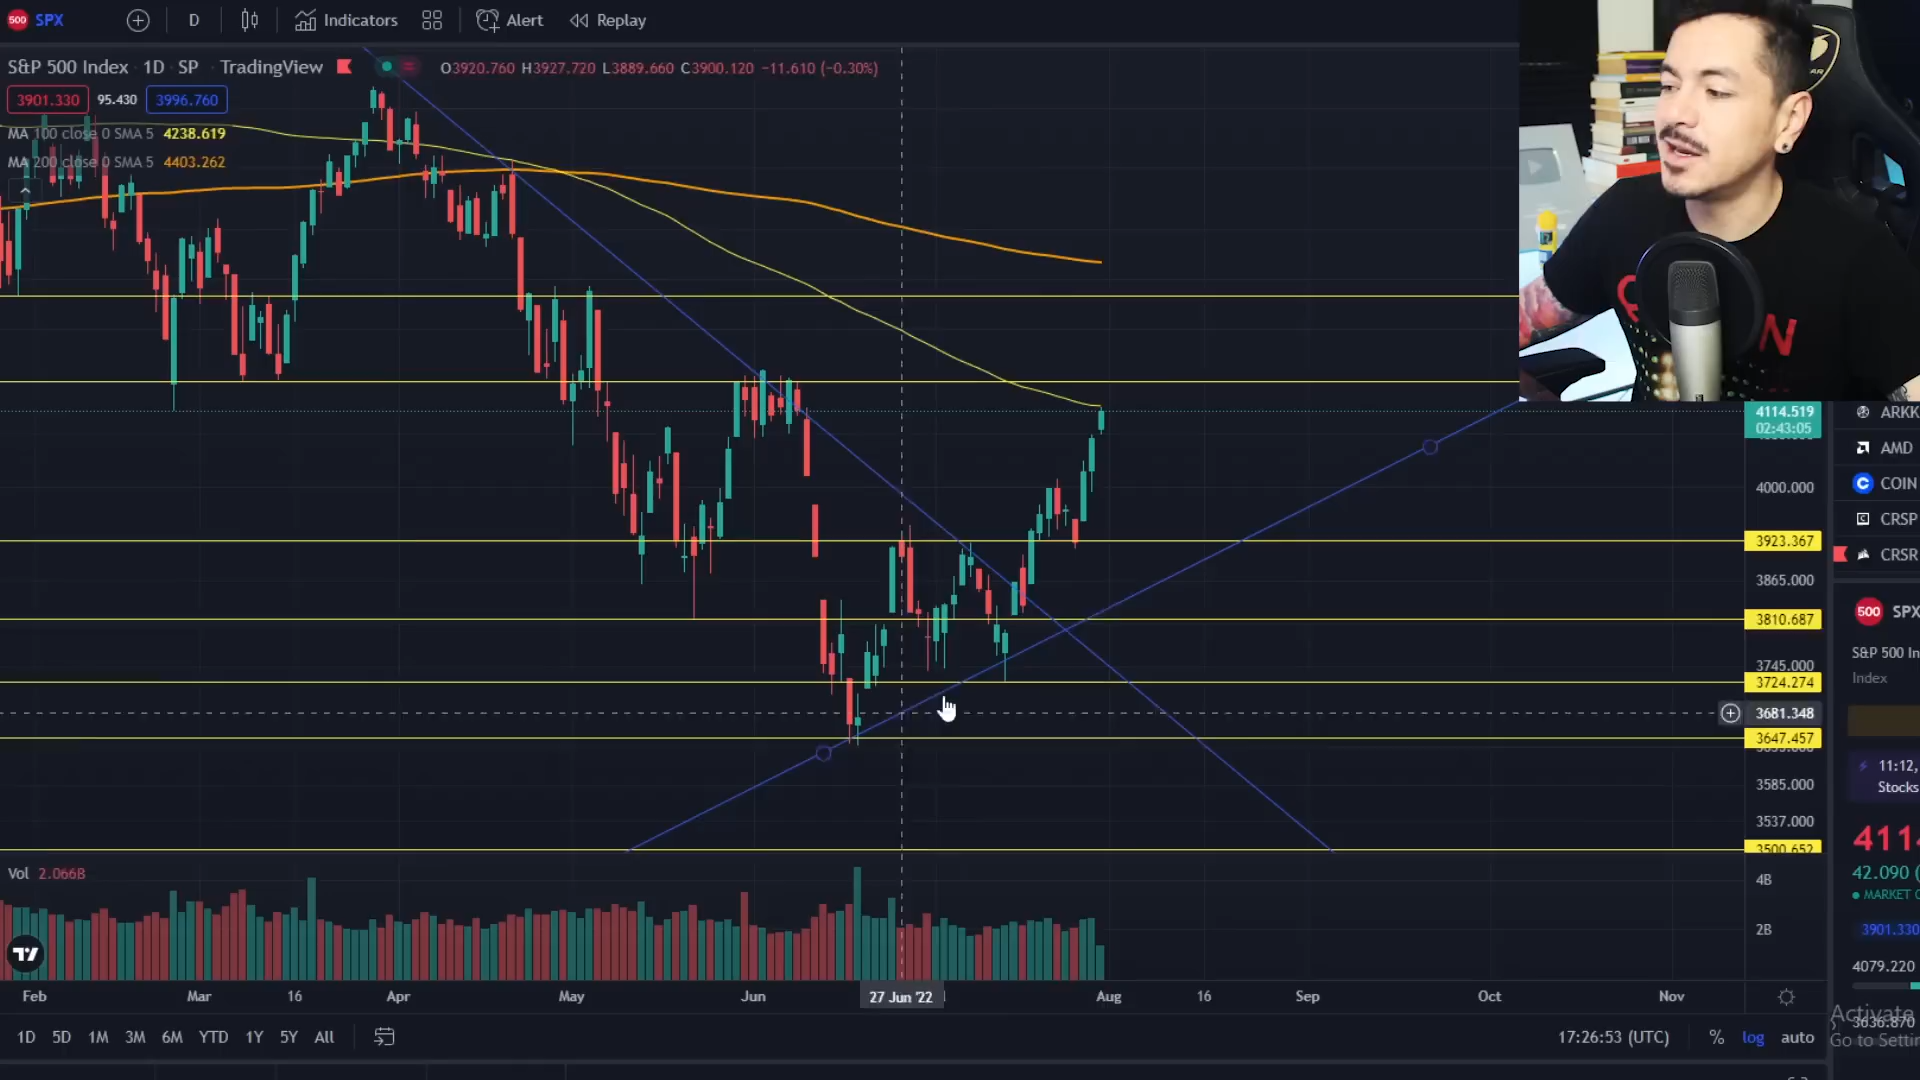 500 SPX D Indicators Alert Replay
S&P 500 Index 1D SP TradingView O3920.760 H3927.720 L3889.660 C3900.120 −11.610 (−0.30%)
3901.330 95.430 3996.760
MA 100 close 0 SMA 5 4238.619
MA 200 close 0 SMA 5 4403.262
4114.519
02:43:05
4000.000
3923.367
3865.000
3810.687
3745.000
3724.274
3681.348
3647.457
3585.000
3537.000
3500.652
Vol 2.066B
4B
2B
Feb Mar 16 Apr May Jun 27 Jun '22 Aug 16 Sep Oct Nov
1D 5D 1M 3M 6M YTD 1Y 5Y All 17:26:53 (UTC) % log auto
ARKK
AMD
COIN
CRSP
CRSR
500 SPX
S&P 500 In
Index
11:12,
Stocks
411
42.090 (
MARKET
3901.330
4079.220
3636.870
Activate
Go to Settin